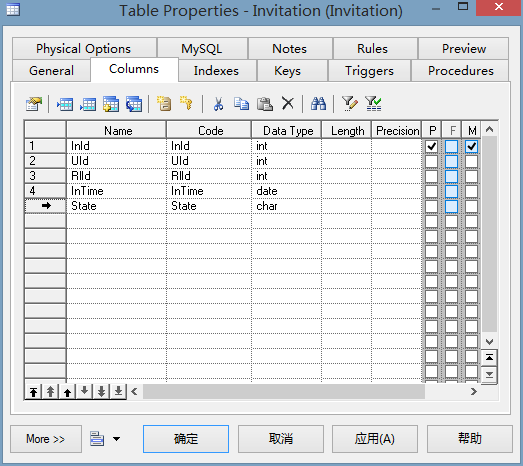 Table Properties - Invitation (Invitation)
Physical Options MySQL Notes Rules Preview
General Columns Indexes Keys Triggers Procedures
Name Code Data Type Length Precision P F M
1 InId InId int
2 UId UId int
3 RIId RIId int
4 InTime InTime date
State State char
More >> 确定 取消 应用(A) 帮助